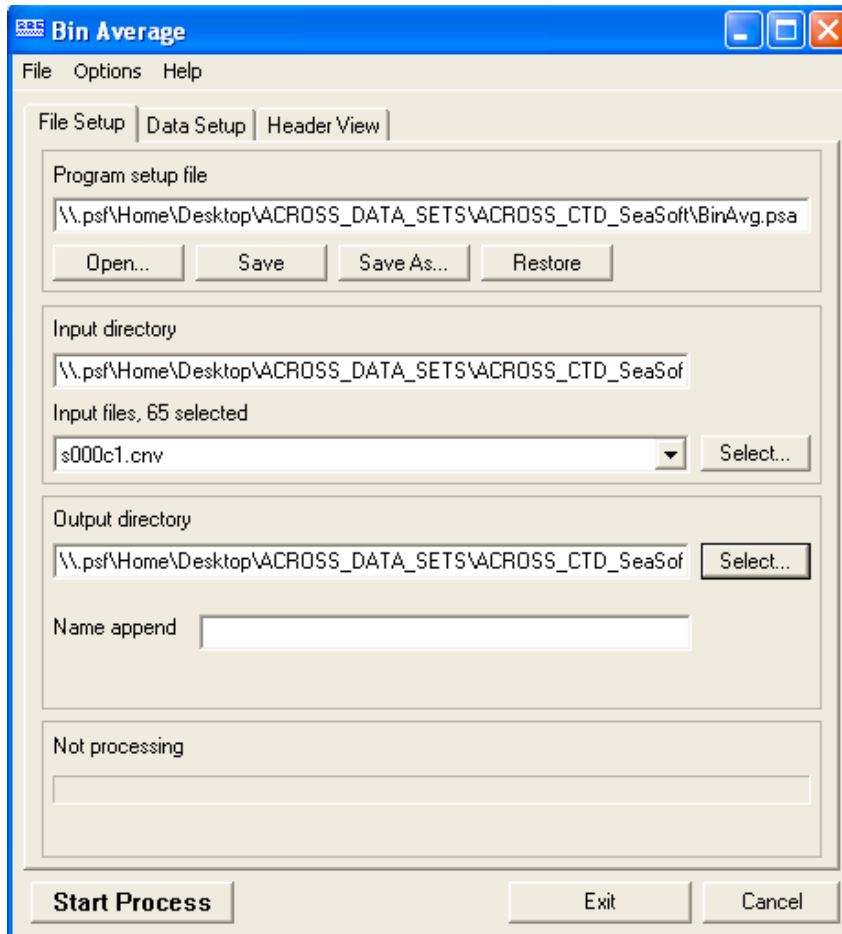 SBE Bin Average
File Options Help
File Setup Data Setup Header View
Program setup file
\\.psf\Home\Desktop\ACROSS_DATA_SETS\ACROSS_CTD_SeaSoft\BinAvg.psa
Open... Save Save As... Restore
Input directory
\\.psf\Home\Desktop\ACROSS_DATA_SETS\ACROSS_CTD_SeaSof
Input files, 65 selected
s000c1.cnv Select...
Output directory
\\.psf\Home\Desktop\ACROSS_DATA_SETS\ACROSS_CTD_SeaSof Select...
Name append
Not processing
Start Process Exit Cancel